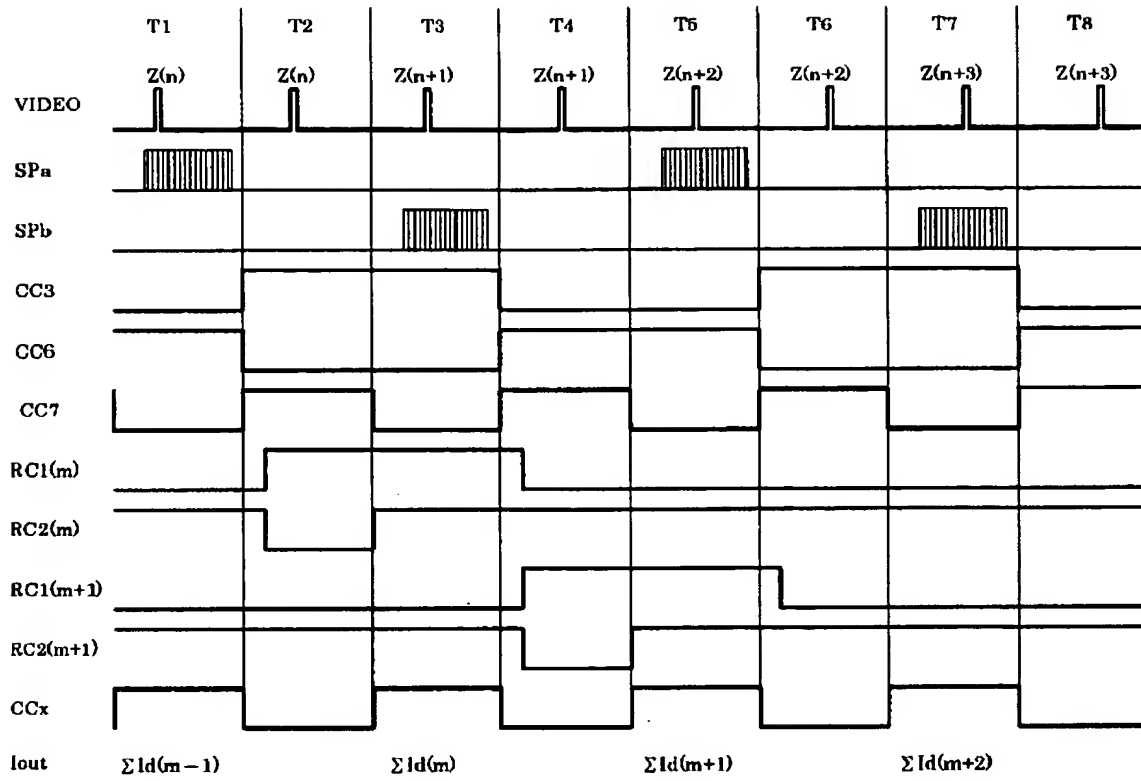 T1 T2 T3 T4 T5 T6 T7 T8
Z(n) Z(n) Z(n+1) Z(n+1) Z(n+2) Z(n+2) Z(n+3) Z(n+3)
VIDEO
SPa
SPb
CC3
CC6
CC7
RC1(m)
RC2(m)
RC1(m+1)
RC2(m+1)
CCx
Iout ΣId(m−1) ΣId(m) ΣId(m+1) ΣId(m+2)